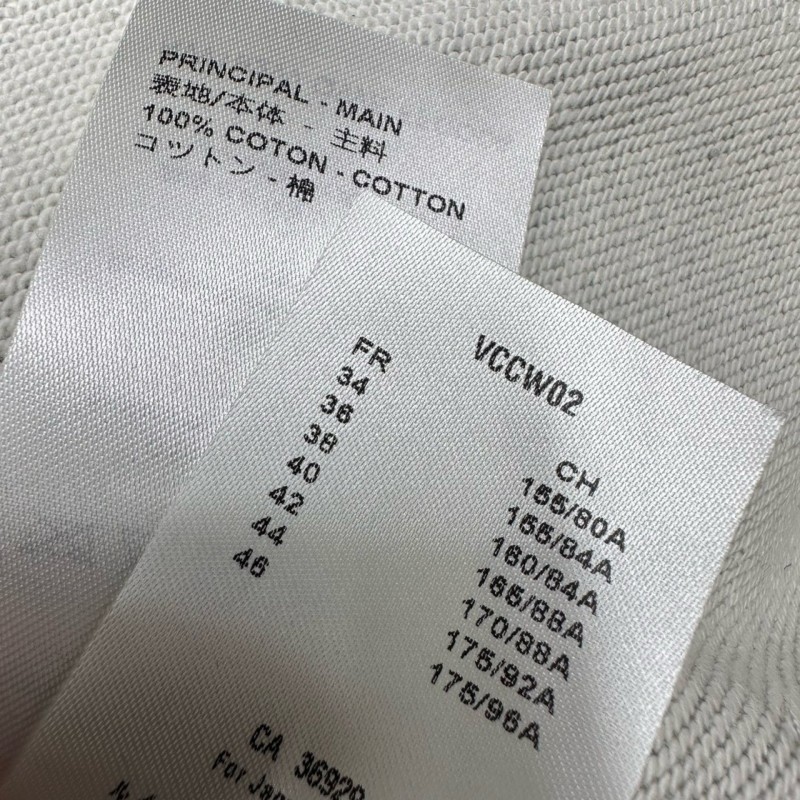 PRINCIPAL - MAIN
表地/本体 - 主料
100% COTON - COTTON
コットン - 棉
VCCW02
FR
34
36
38
40
42
44
46
CH
155/80A
155/84A
160/84A
165/88A
170/88A
175/92A
175/96A
CA 36929
For Jap